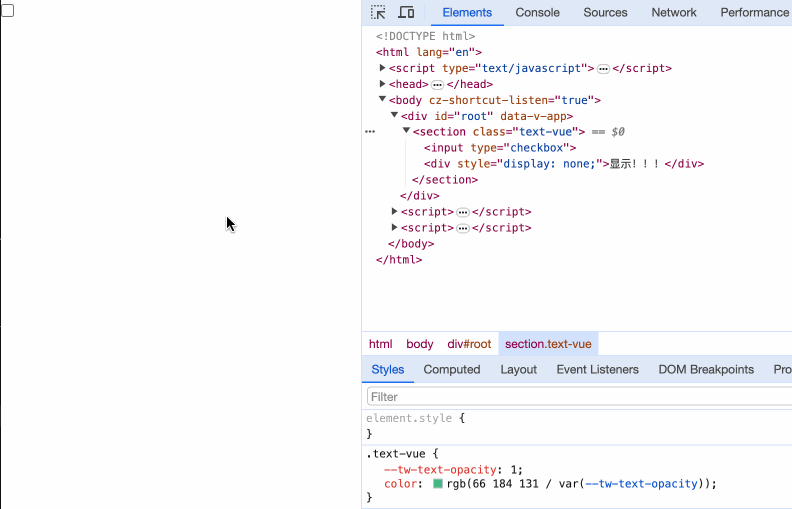 Elements Console Sources Network Performance
<!DOCTYPE html>
<html lang="en">
<script type="text/javascript"> … </script>
<head> … </head>
<body cz-shortcut-listen="true">
<div id="root" data-v-app>
… <section class="text-vue"> == $0
<input type="checkbox">
<div style="display: none;">显示！！！</div>
</section>
</div>
<script> … </script>
<script> … </script>
</body>
</html>
html body div#root section.text-vue
Styles Computed Layout Event Listeners DOM Breakpoints Pro
Filter
element.style {
}
.text-vue {
--tw-text-opacity: 1;
color: rgb(66 184 131 / var(--tw-text-opacity));
}